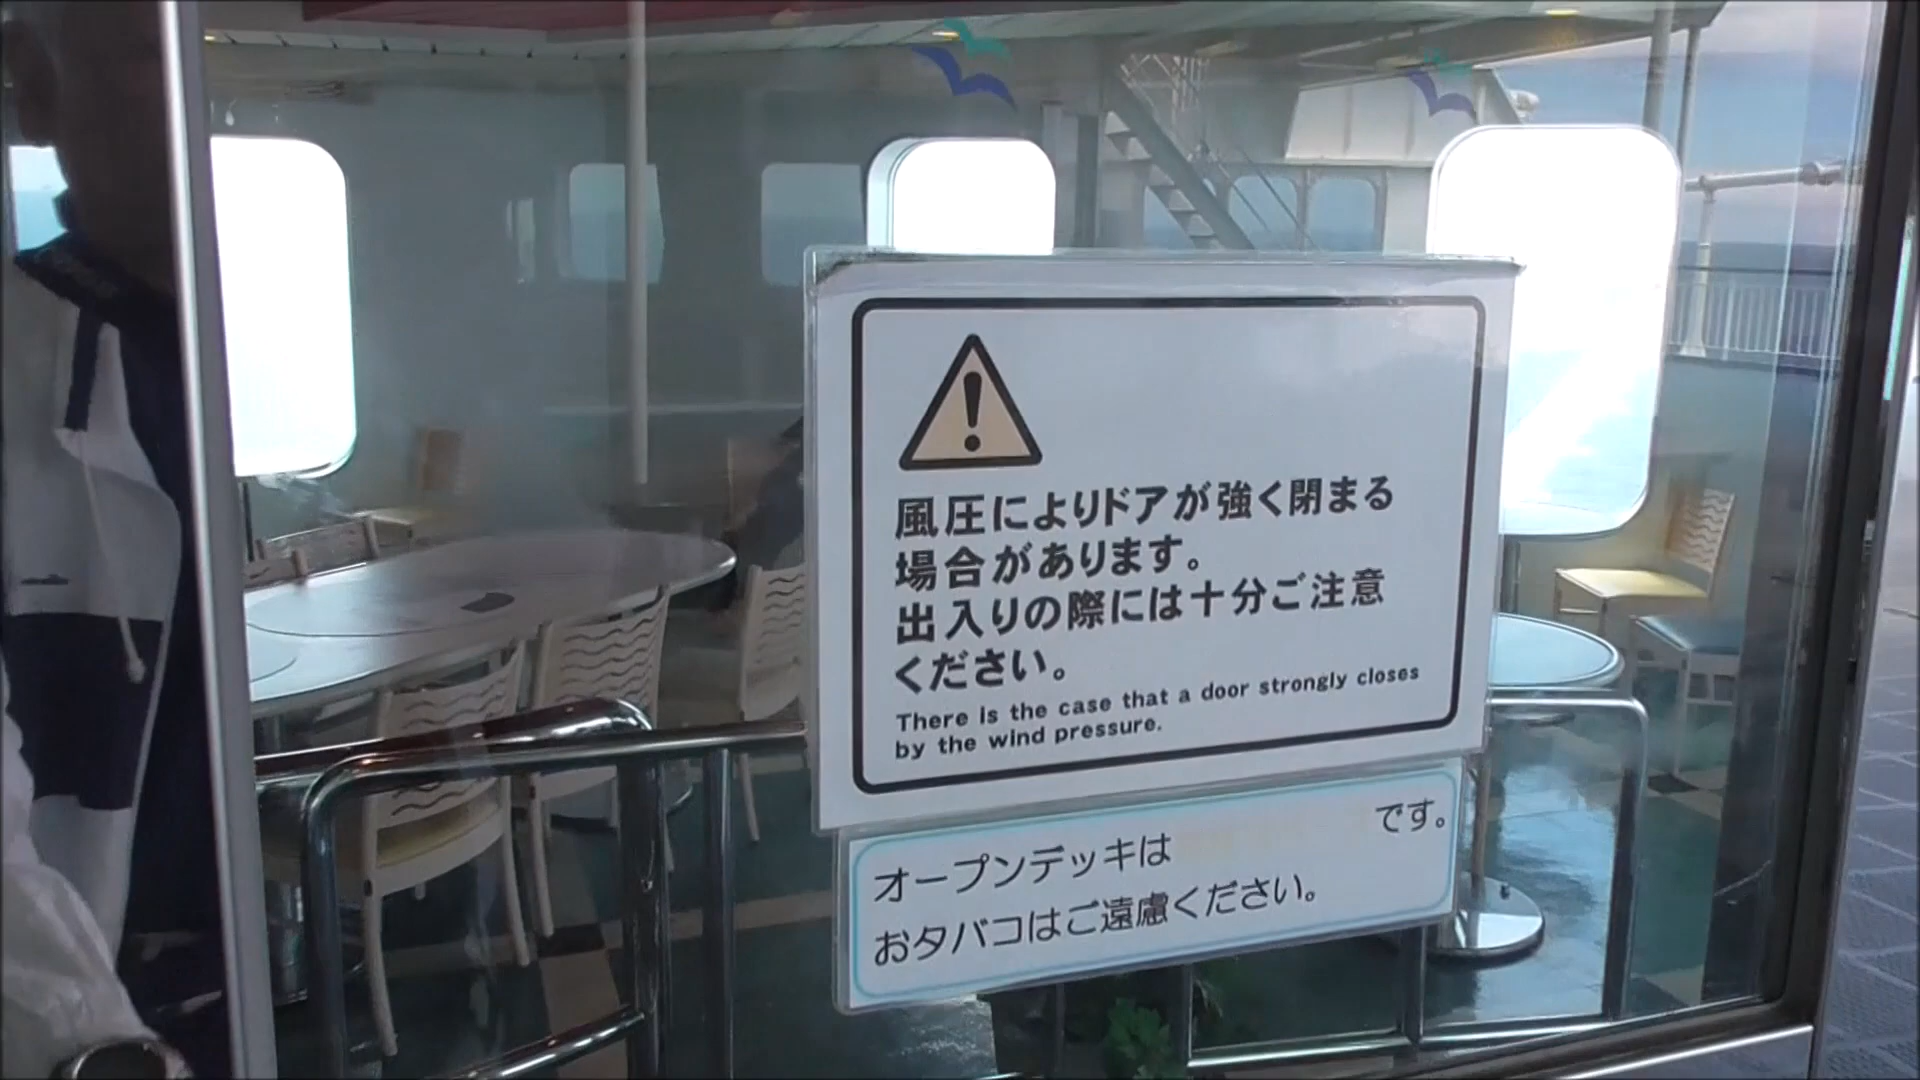 風圧によりドアが強く閉まる
場合があります。
出入りの際には十分ご注意
ください。
There is the case that a door strongly closes
by the wind pressure.
オープンデッキは です。
おタバコはご遠慮ください。